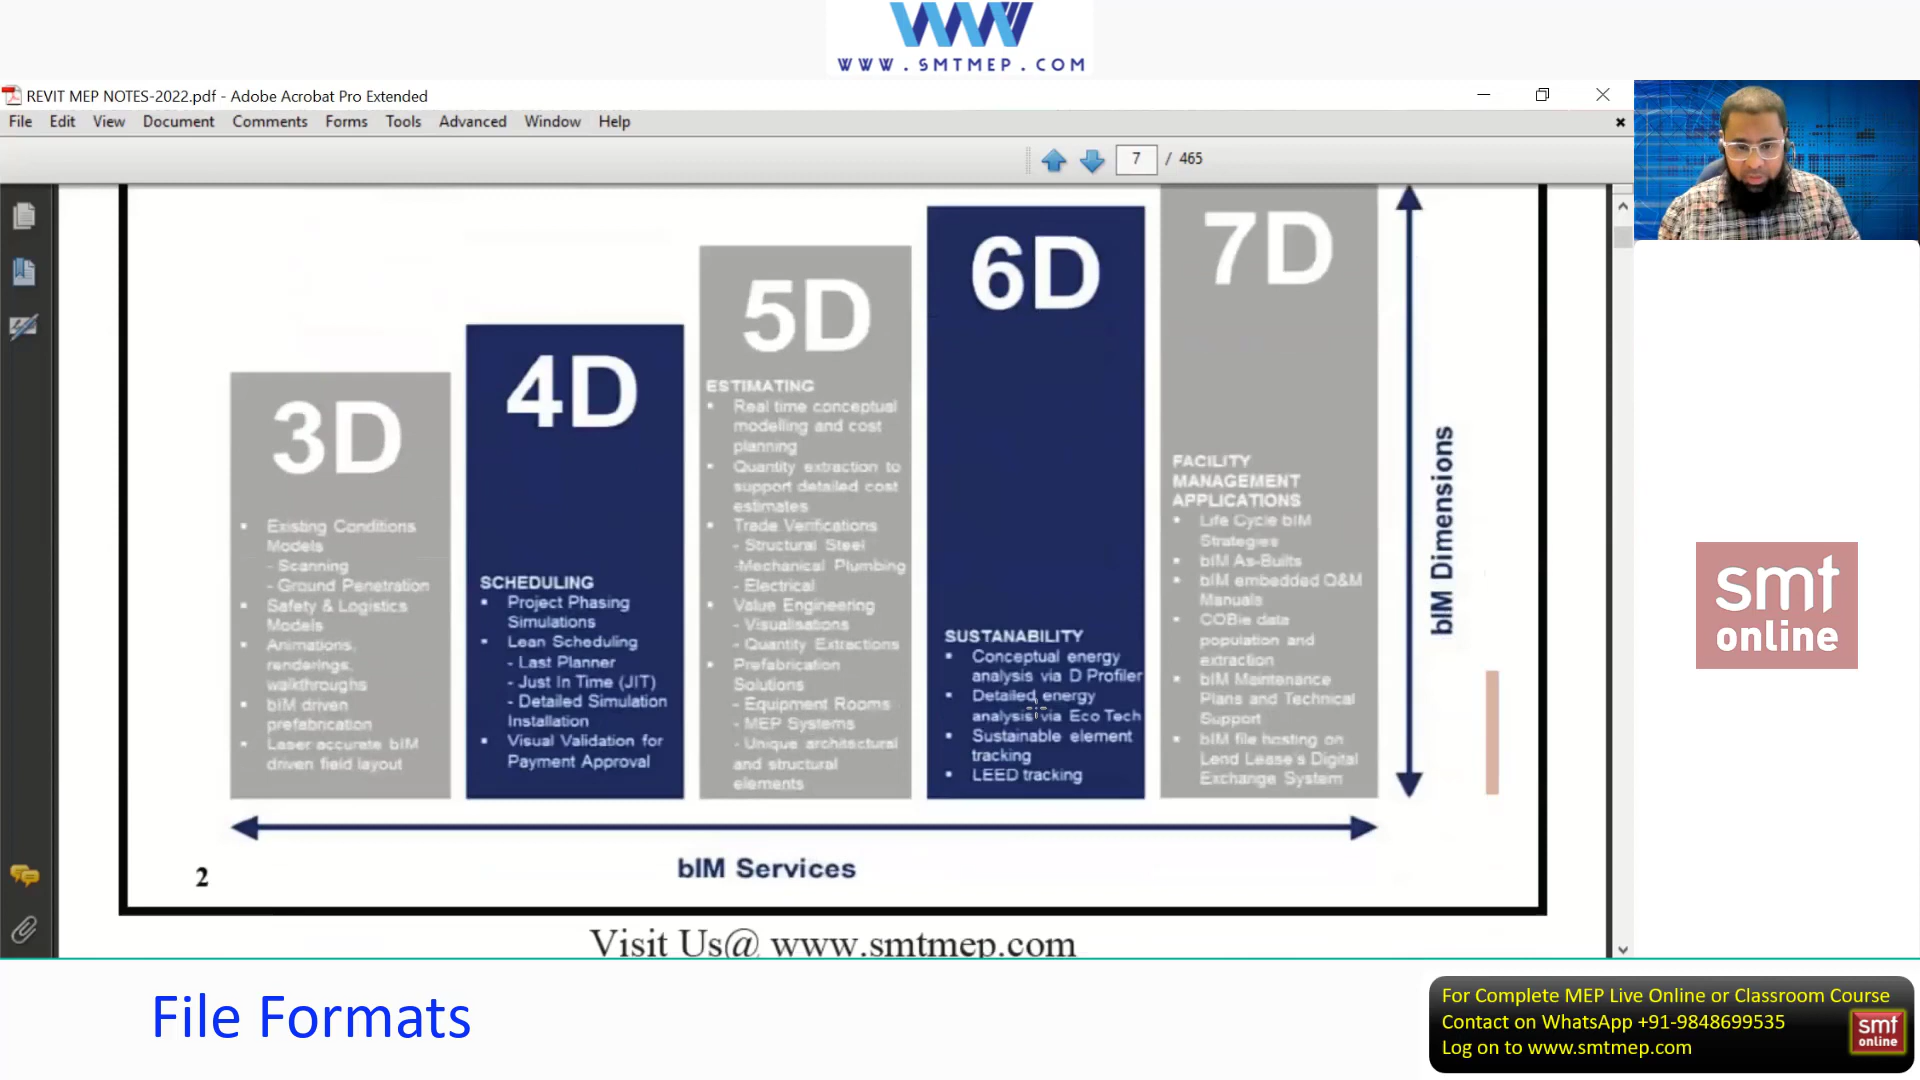 WWW.SMTMEP.COM
REVIT MEP NOTES-2022.pdf - Adobe Acrobat Pro Extended
File Edit View Document Comments Forms Tools Advanced Window Help
7 / 465
3D
Existing Conditions
Models
- Scanning
- Ground Penetration
Safety & Logistics
Models
Animations,
renderings,
walkthroughs
bIM driven
prefabrication
Laser accurate bIM
driven field layout
4D
SCHEDULING
Project Phasing
Simulations
Lean Scheduling
- Last Planner
- Just In Time (JIT)
- Detailed Simulation
Installation
Visual Validation for
Payment Approval
5D
ESTIMATING
Real time conceptual
modelling and cost
planning
Quantity extraction to
support detailed cost
estimates
Trade Verifications
- Structural Steel
-Mechanical Plumbing
- Electrical
Value Engineering
- Visualisations
- Quantity Extractions
Prefabrication
Solutions
- Equipment Rooms
- MEP Systems
- Unique architectural
and structural
elements
6D
SUSTANABILITY
Conceptual energy
analysis via D Profiler
Detailed energy
analysis via Eco Tech
Sustainable element
tracking
LEED tracking
7D
FACILITY
MANAGEMENT
APPLICATIONS
Life Cycle bIM
Strategies
bIM As-Builts
bIM embedded O&M
Manuals
COBie data
population and
extraction
bIM Maintenance
Plans and Technical
Support
bIM file hosting on
Lend Lease's Digital
Exchange System
bIM Dimensions
bIM Services
2
Visit Us@ www.smtmep.com
smt
online
File Formats
For Complete MEP Live Online or Classroom Course
Contact on WhatsApp +91-9848699535
Log on to www.smtmep.com
smt
online